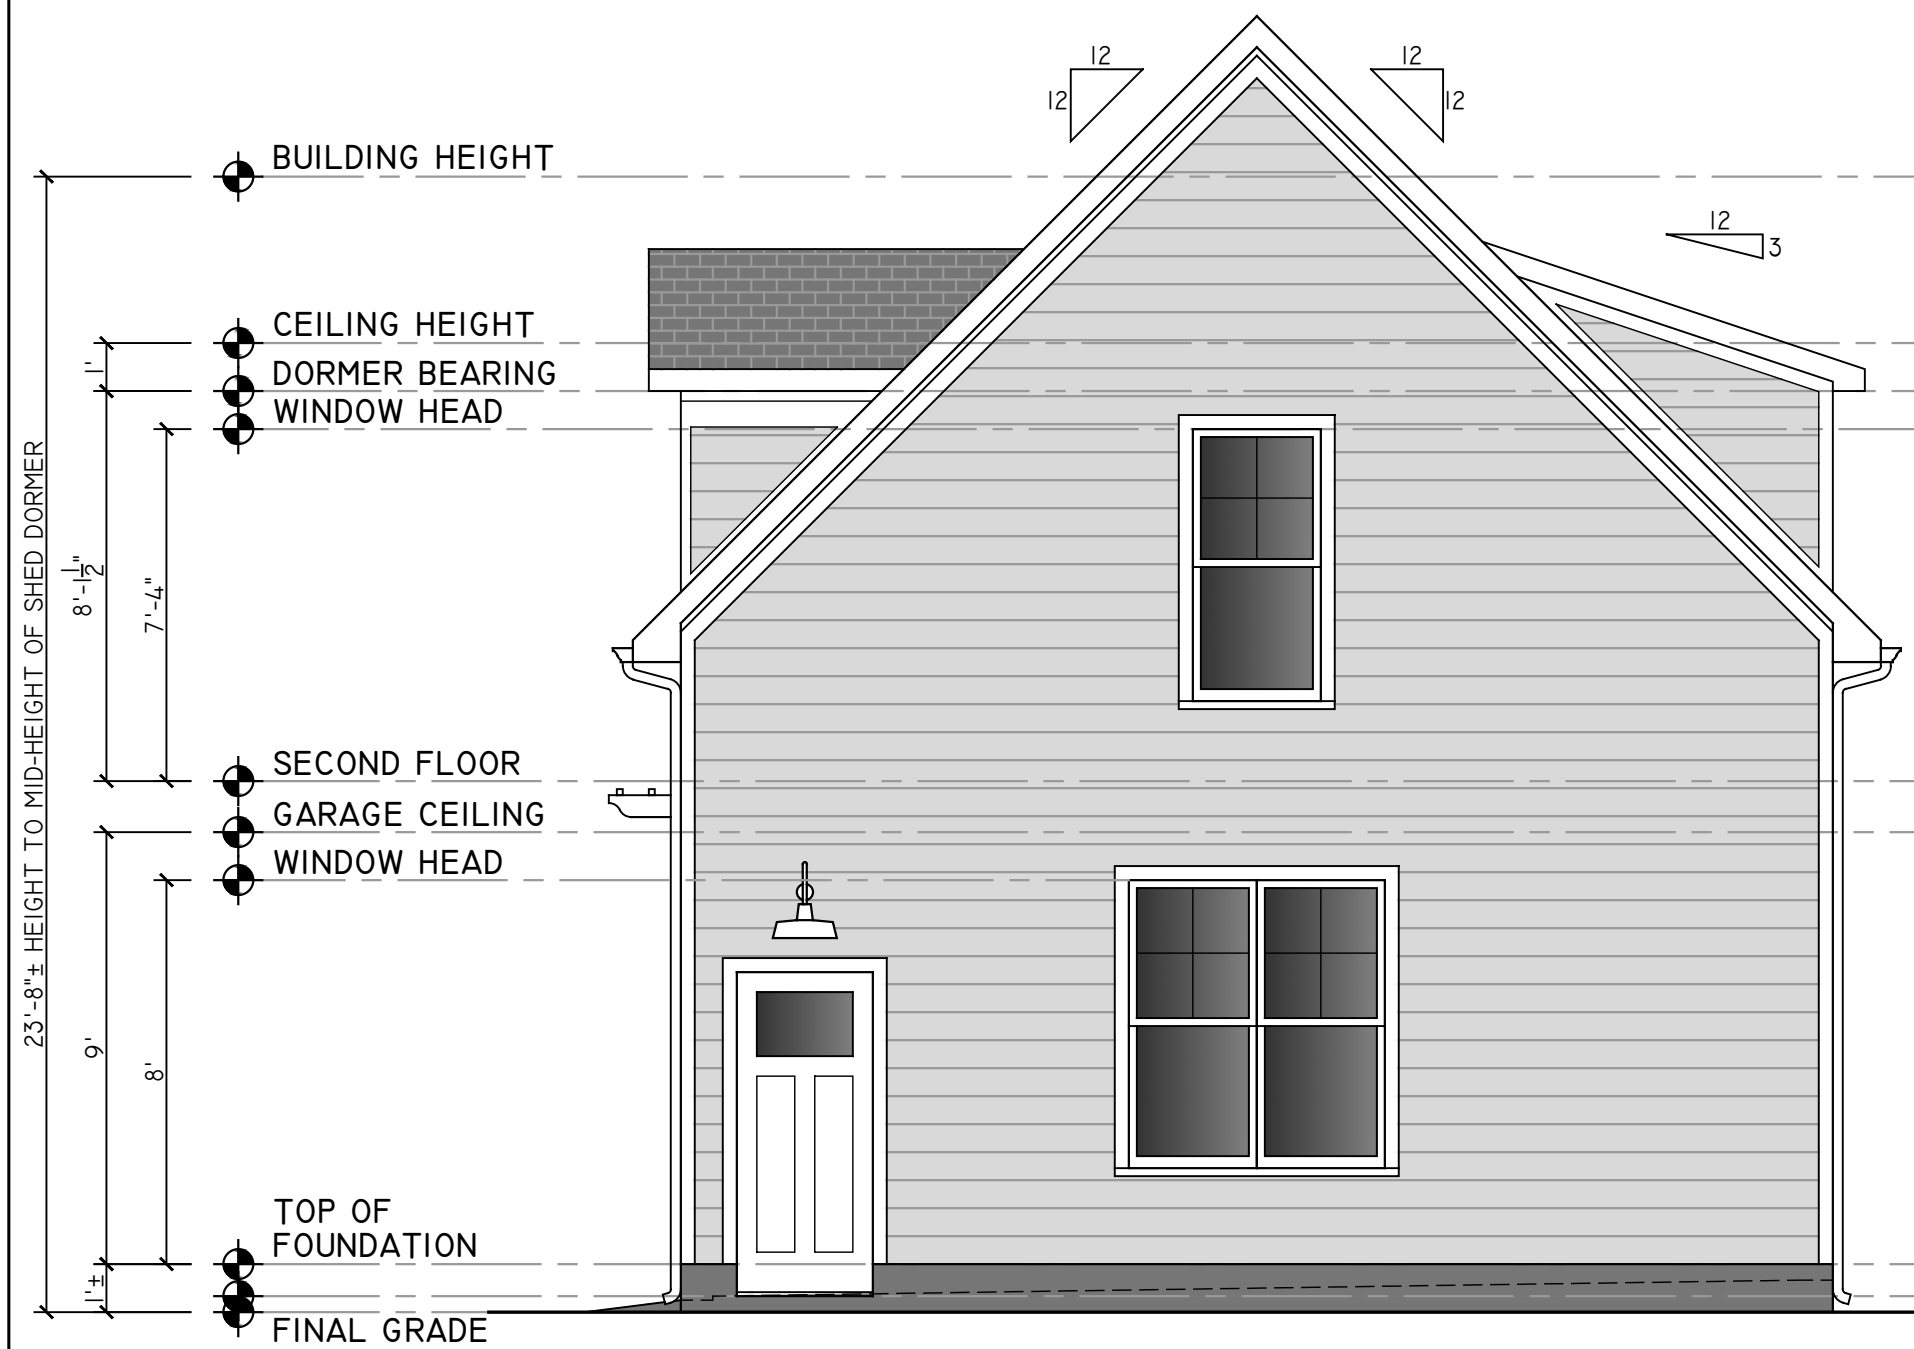 12
12
12
12
BUILDING HEIGHT
12
3
CEILING HEIGHT
1'
DORMER BEARING
WINDOW HEAD
23'-8"± HEIGHT TO MID-HEIGHT OF SHED DORMER
8'-1 1/2"
7'-4"
SECOND FLOOR
GARAGE CEILING
WINDOW HEAD
9'
8'
TOP OF
FOUNDATION
1'±
FINAL GRADE